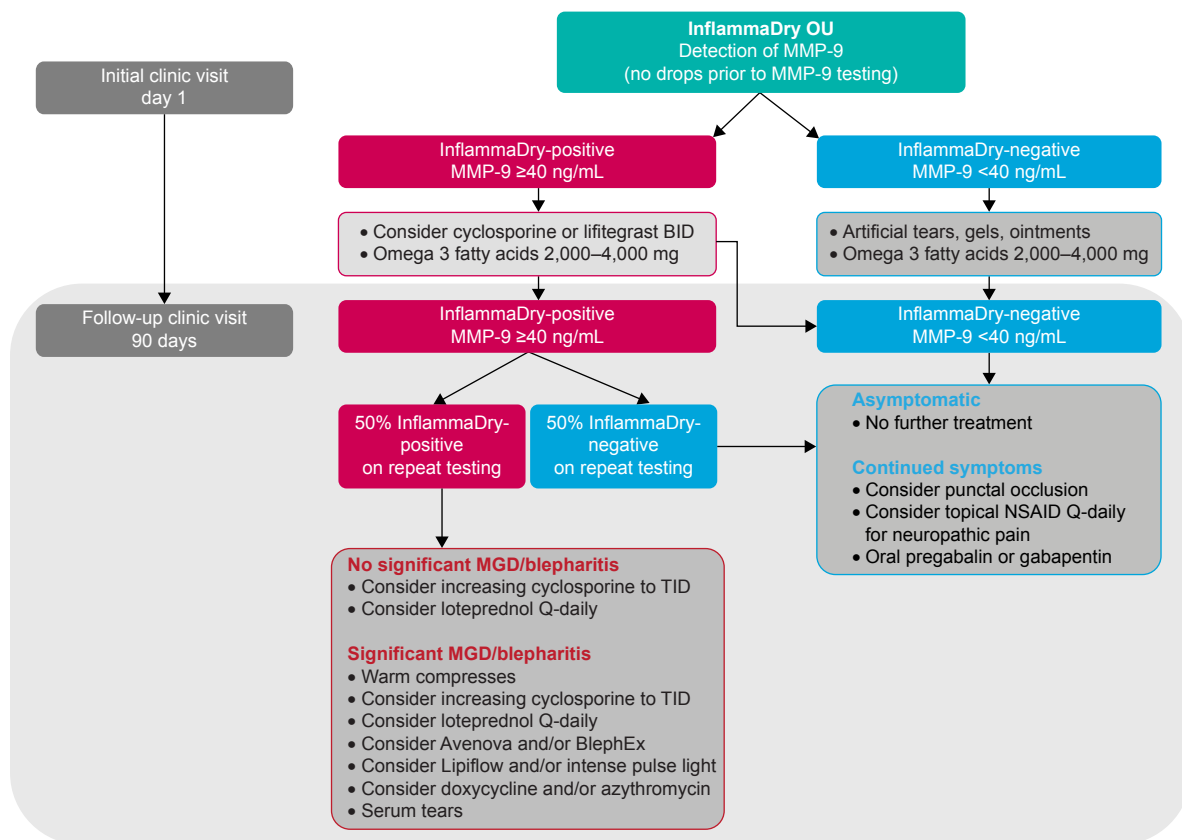 InflammaDry OU
Detection of MMP-9
(no drops prior to MMP-9 testing)
Initial clinic visit
day 1
InflammaDry-positive
MMP-9 ≥40 ng/mL
InflammaDry-negative
MMP-9 <40 ng/mL
• Consider cyclosporine or lifitegrast BID
• Omega 3 fatty acids 2,000–4,000 mg
• Artificial tears, gels, ointments
• Omega 3 fatty acids 2,000–4,000 mg
Follow-up clinic visit
90 days
InflammaDry-positive
MMP-9 ≥40 ng/mL
InflammaDry-negative
MMP-9 <40 ng/mL
50% InflammaDry-
positive
on repeat testing
50% InflammaDry-
negative
on repeat testing
Asymptomatic
• No further treatment
Continued symptoms
• Consider punctal occlusion
• Consider topical NSAID Q-daily
for neuropathic pain
• Oral pregabalin or gabapentin
No significant MGD/blepharitis
• Consider increasing cyclosporine to TID
• Consider loteprednol Q-daily
Significant MGD/blepharitis
• Warm compresses
• Consider increasing cyclosporine to TID
• Consider loteprednol Q-daily
• Consider Avenova and/or BlephEx
• Consider Lipiflow and/or intense pulse light
• Consider doxycycline and/or azythromycin
• Serum tears